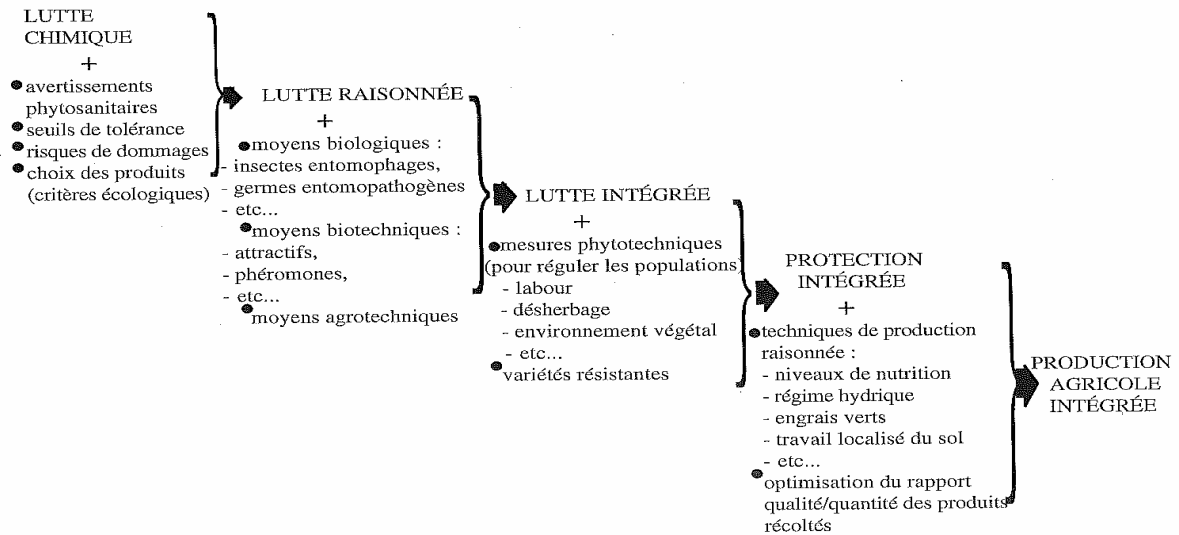 LUTTE
CHIMIQUE
+
● avertissements
phytosanitaires
● seuils de tolérance
● risques de dommages
● choix des produits
(critères écologiques)
LUTTE RAISONNÉE
+
● moyens biologiques :
- insectes entomophages,
- germes entomopathogènes
- etc...
● moyens biotechniques :
- attractifs,
- phéromones,
- etc...
● moyens agrotechniques
LUTTE INTÉGRÉE
+
● mesures phytotechniques
(pour réguler les populations)
- labour
- désherbage
- environnement végétal
- etc...
● variétés résistantes
PROTECTION
INTÉGRÉE
+
● techniques de production
raisonnée :
- niveaux de nutrition
- régime hydrique
- engrais verts
- travail localisé du sol
- etc...
● optimisation du rapport
qualité/quantité des produits
récoltés
PRODUCTION
AGRICOLE
INTÉGRÉE